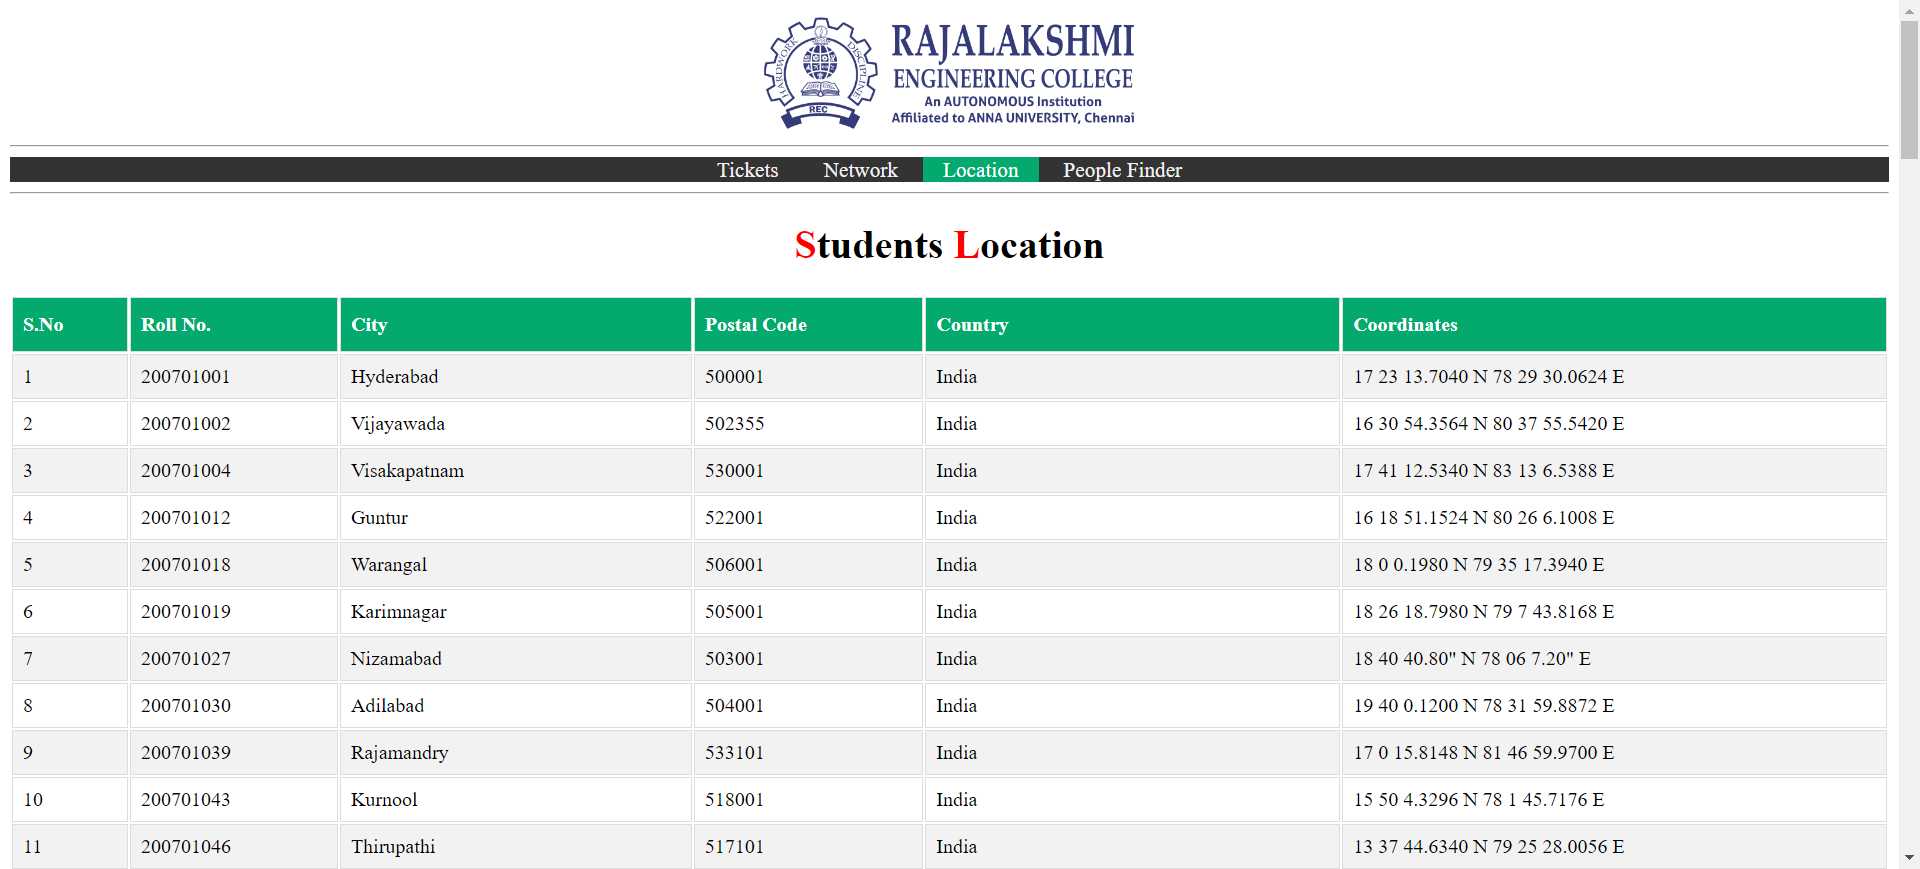 HARDWORK
DISCIPLINE
REC
RAJALAKSHMI
ENGINEERING COLLEGE
An AUTONOMOUS Institution
Affiliated to ANNA UNIVERSITY, Chennai
Tickets Network Location People Finder
Students Location
S.No Roll No. City Postal Code Country Coordinates
1 200701001 Hyderabad 500001 India 17 23 13.7040 N 78 29 30.0624 E
2 200701002 Vijayawada 502355 India 16 30 54.3564 N 80 37 55.5420 E
3 200701004 Visakapatnam 530001 India 17 41 12.5340 N 83 13 6.5388 E
4 200701012 Guntur 522001 India 16 18 51.1524 N 80 26 6.1008 E
5 200701018 Warangal 506001 India 18 0 0.1980 N 79 35 17.3940 E
6 200701019 Karimnagar 505001 India 18 26 18.7980 N 79 7 43.8168 E
7 200701027 Nizamabad 503001 India 18 40 40.80" N 78 06 7.20" E
8 200701030 Adilabad 504001 India 19 40 0.1200 N 78 31 59.8872 E
9 200701039 Rajamandry 533101 India 17 0 15.8148 N 81 46 59.9700 E
10 200701043 Kurnool 518001 India 15 50 4.3296 N 78 1 45.7176 E
11 200701046 Thirupathi 517101 India 13 37 44.6340 N 79 25 28.0056 E